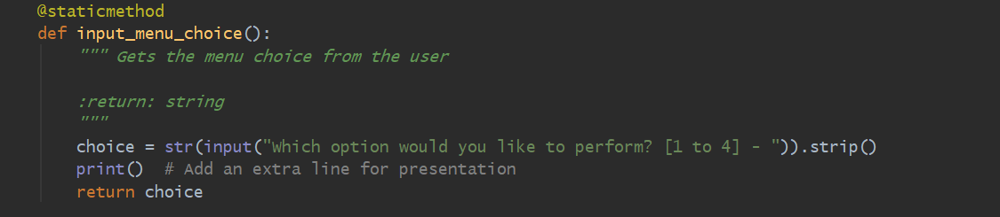 @staticmethod
def input_menu_choice():
""" Gets the menu choice from the user
:return: string
"""
choice = str(input("Which option would you like to perform? [1 to 4] - ")).strip()
print()  # Add an extra line for presentation
return choice